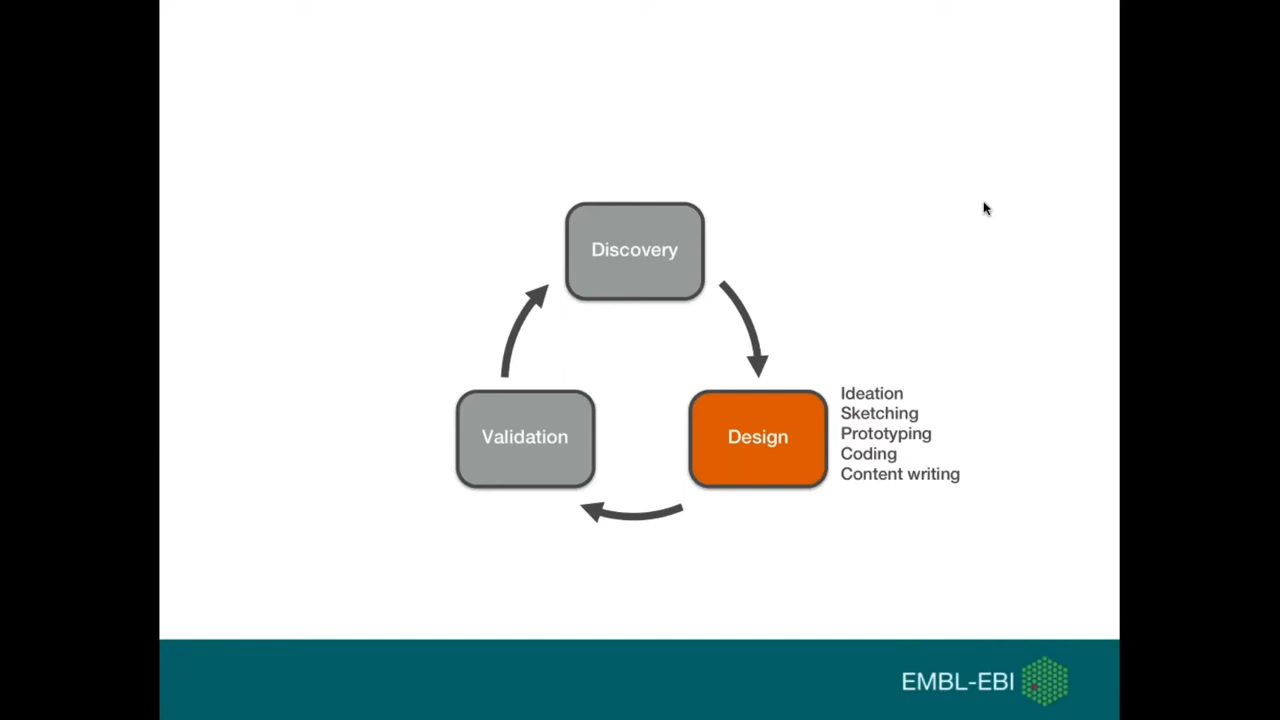 Discovery
Validation
Design
Ideation
Sketching
Prototyping
Coding
Content writing
EMBL-EBI